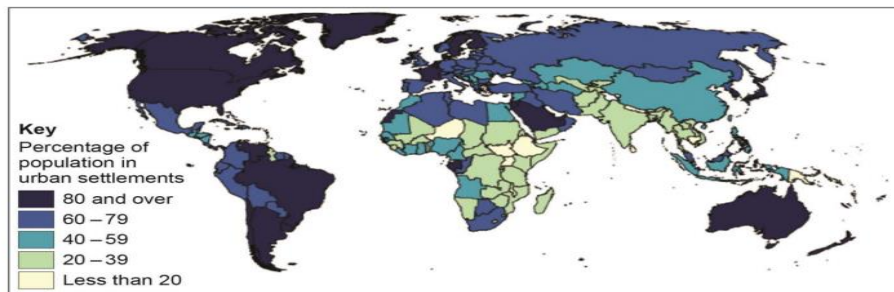 Key
Percentage of
population in
urban settlements
80 and over
60 – 79
40 – 59
20 – 39
Less than 20